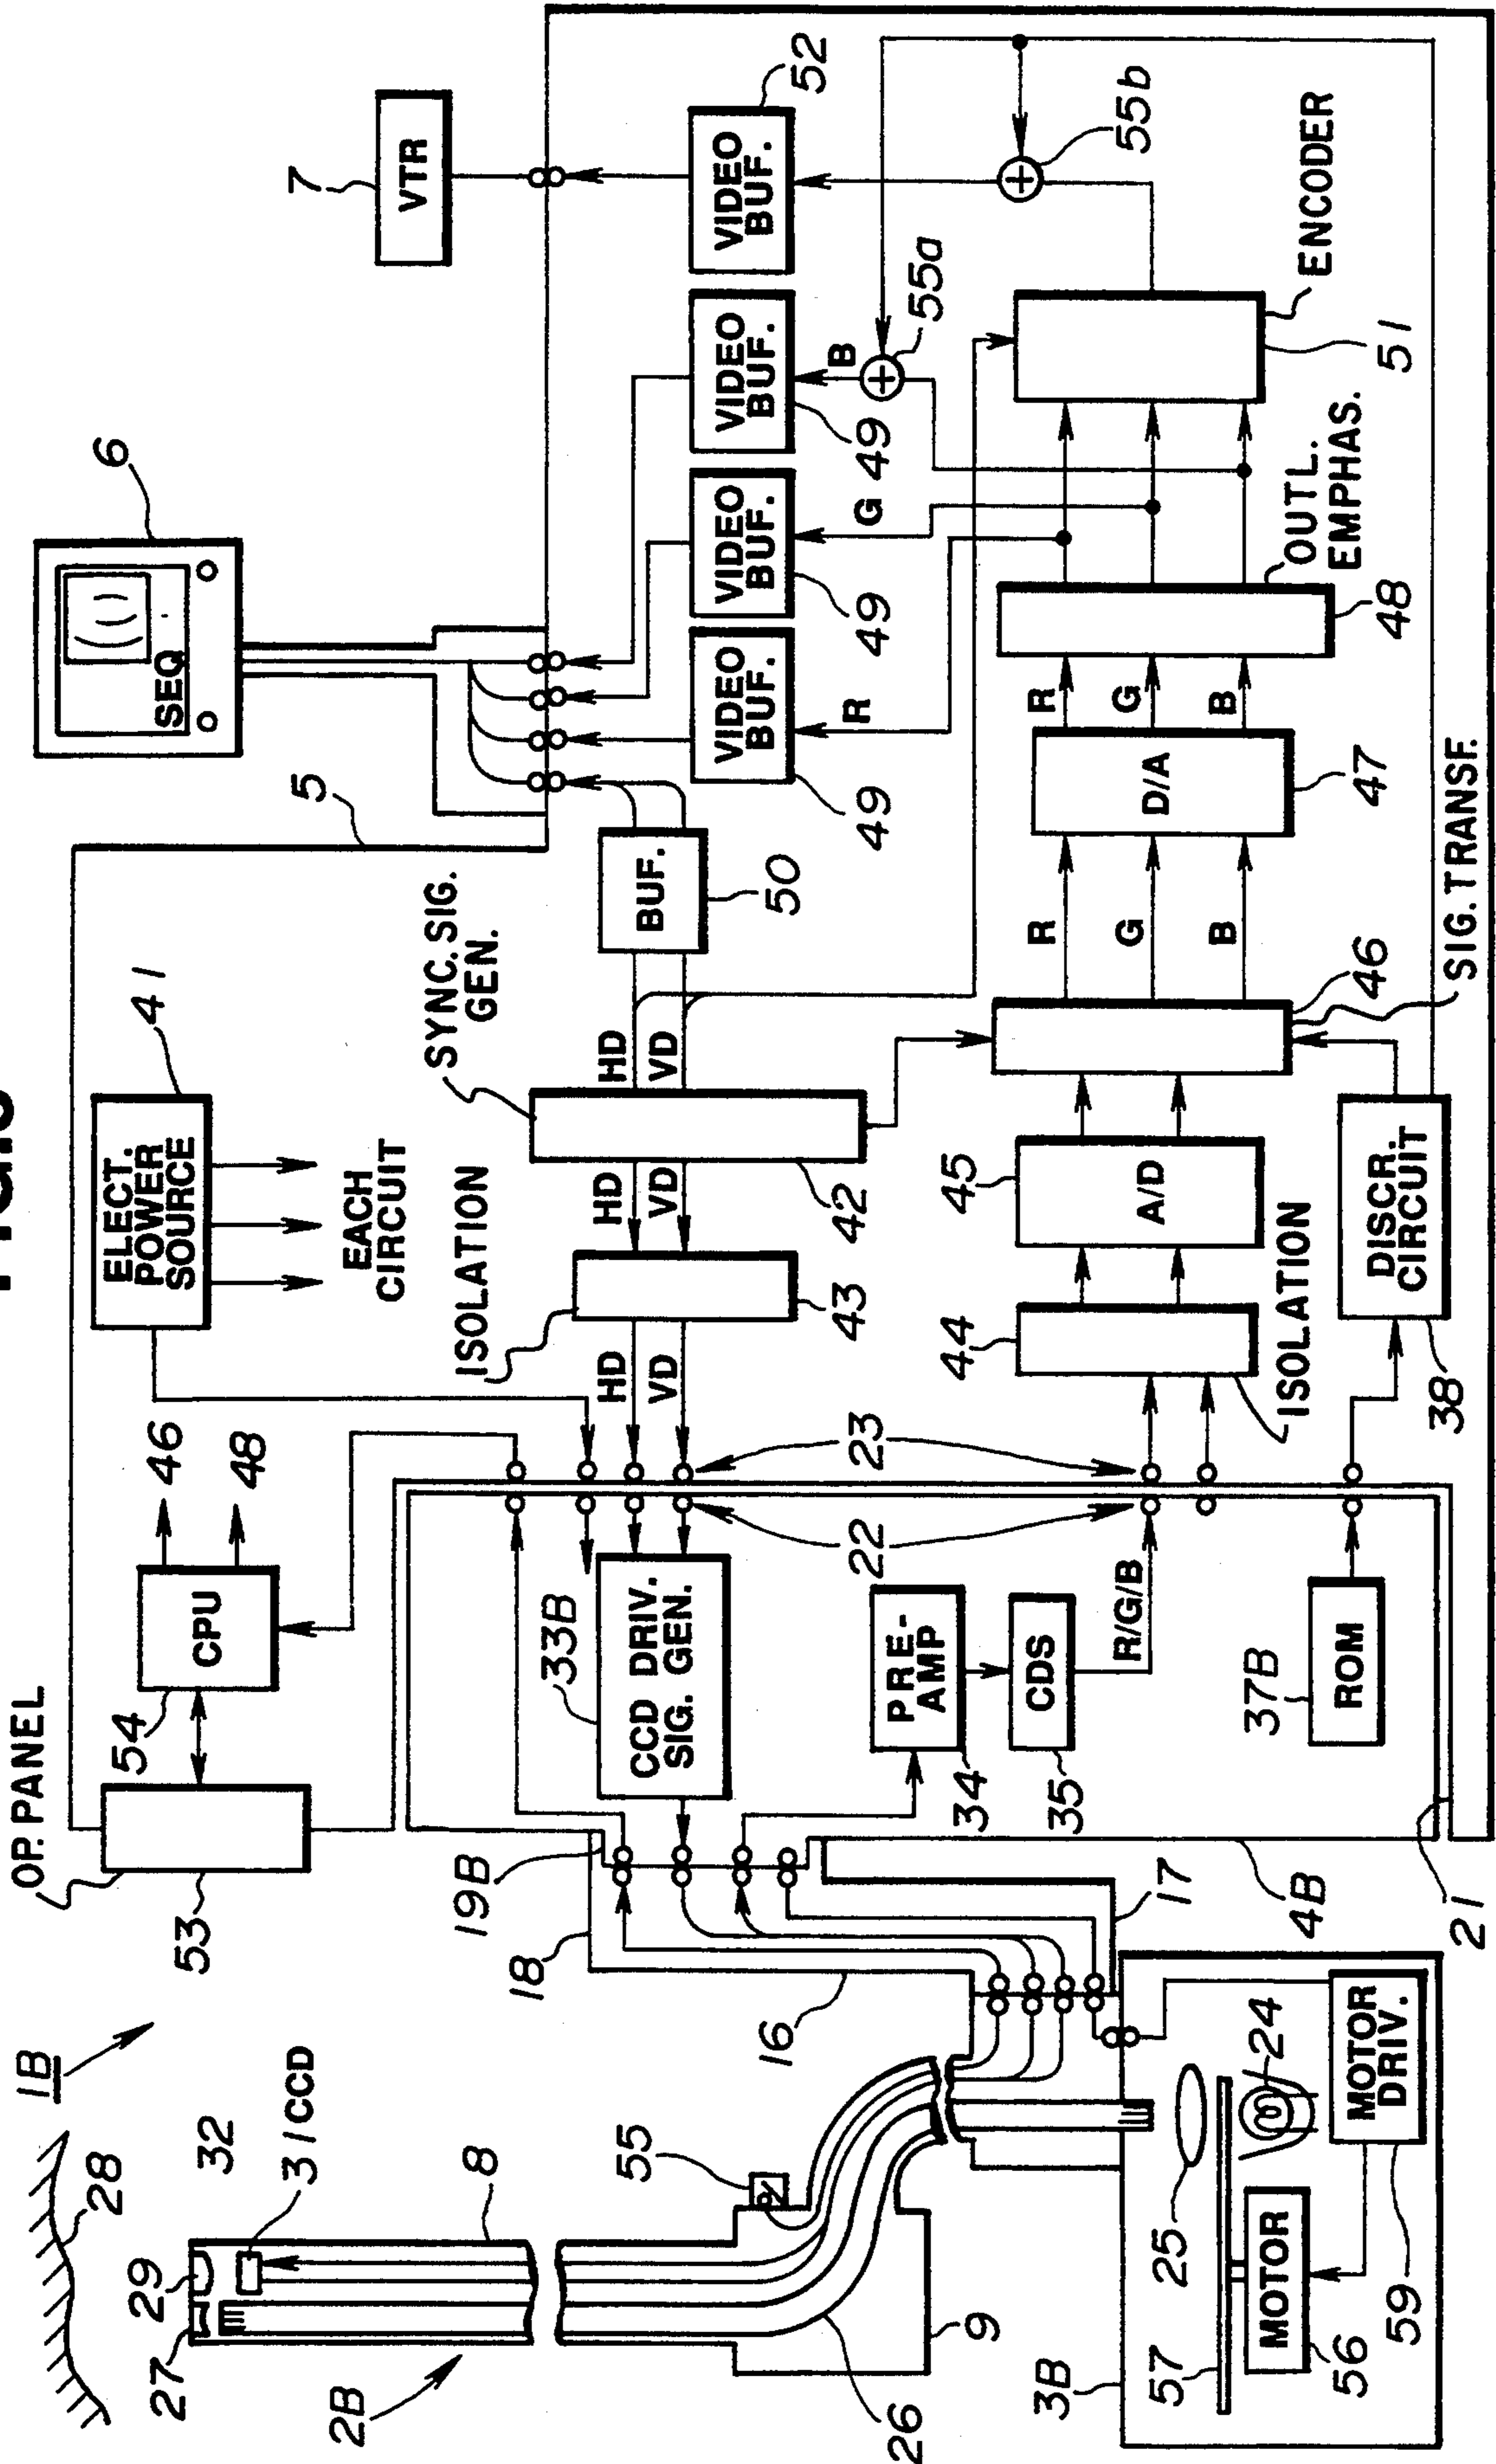 28
1B
OP. PANEL
27
29
32
31 CCD
2B
8
53
54
CPU
46
48
ELECT.
POWER
SOURCE
41
EACH
CIRCUIT
5
6
SEQ
7
VTR
26
9
55
18
19B
33B
CCD DRIV.
SIG. GEN.
HD
VD
ISOLATION
43
HD
VD
42
SYNC. SIG.
GEN.
HD
VD
BUF.
50
VIDEO
BUF.
49
VIDEO
BUF.
49
VIDEO
BUF.
49
VIDEO
BUF.
52
R
G
B
55a
55b
16
22
23
PRE-
AMP
34
CDS
35
R/G/B
44
ISOLATION
45
A/D
46
SIG. TRANSF.
R
G
B
D/A
47
R
G
B
48
OUTL.
EMPHAS.
51
ENCODER
3B
17
4B
21
37B
ROM
38
DISCR.
CIRCUIT
25
24
57
MOTOR
56
MOTOR
DRIV.
59